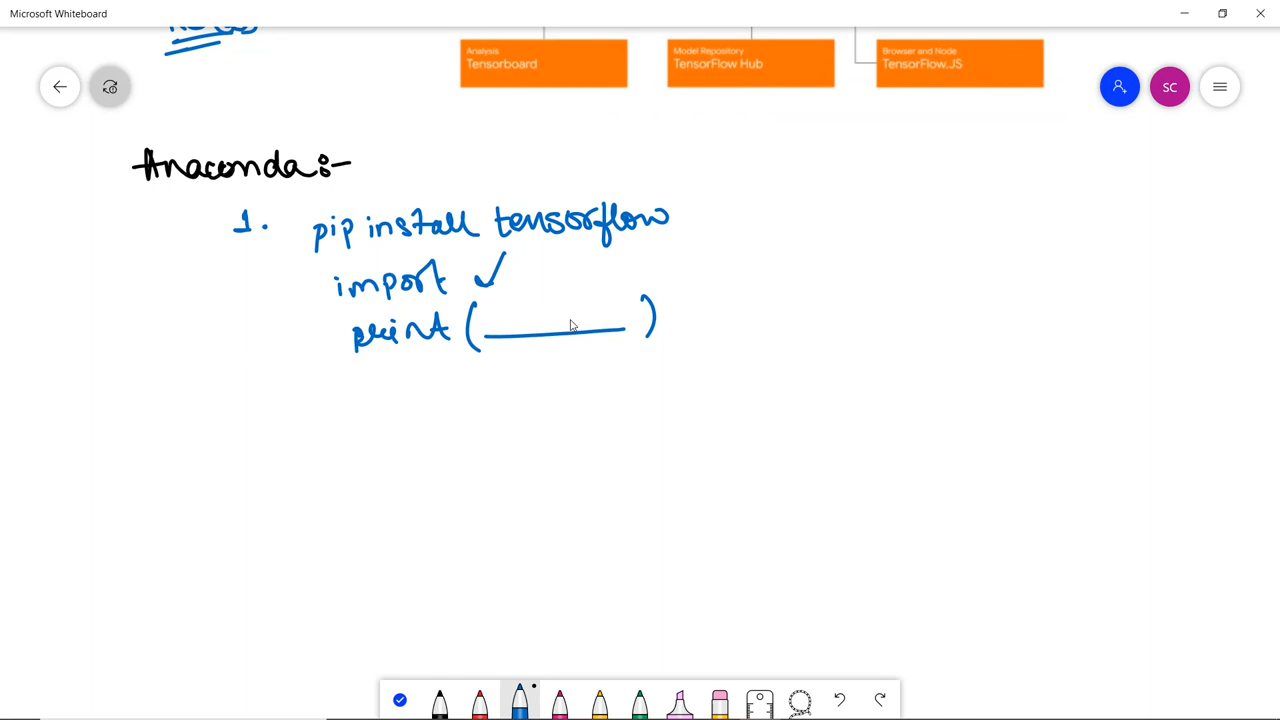 Microsoft Whiteboard
Analysis
Tensorboard
Model Repository
TensorFlow Hub
Browser and Node
TensorFlow.JS
SC
Anaconda:-
1. pip install tensorflow
import ✓
print (______)